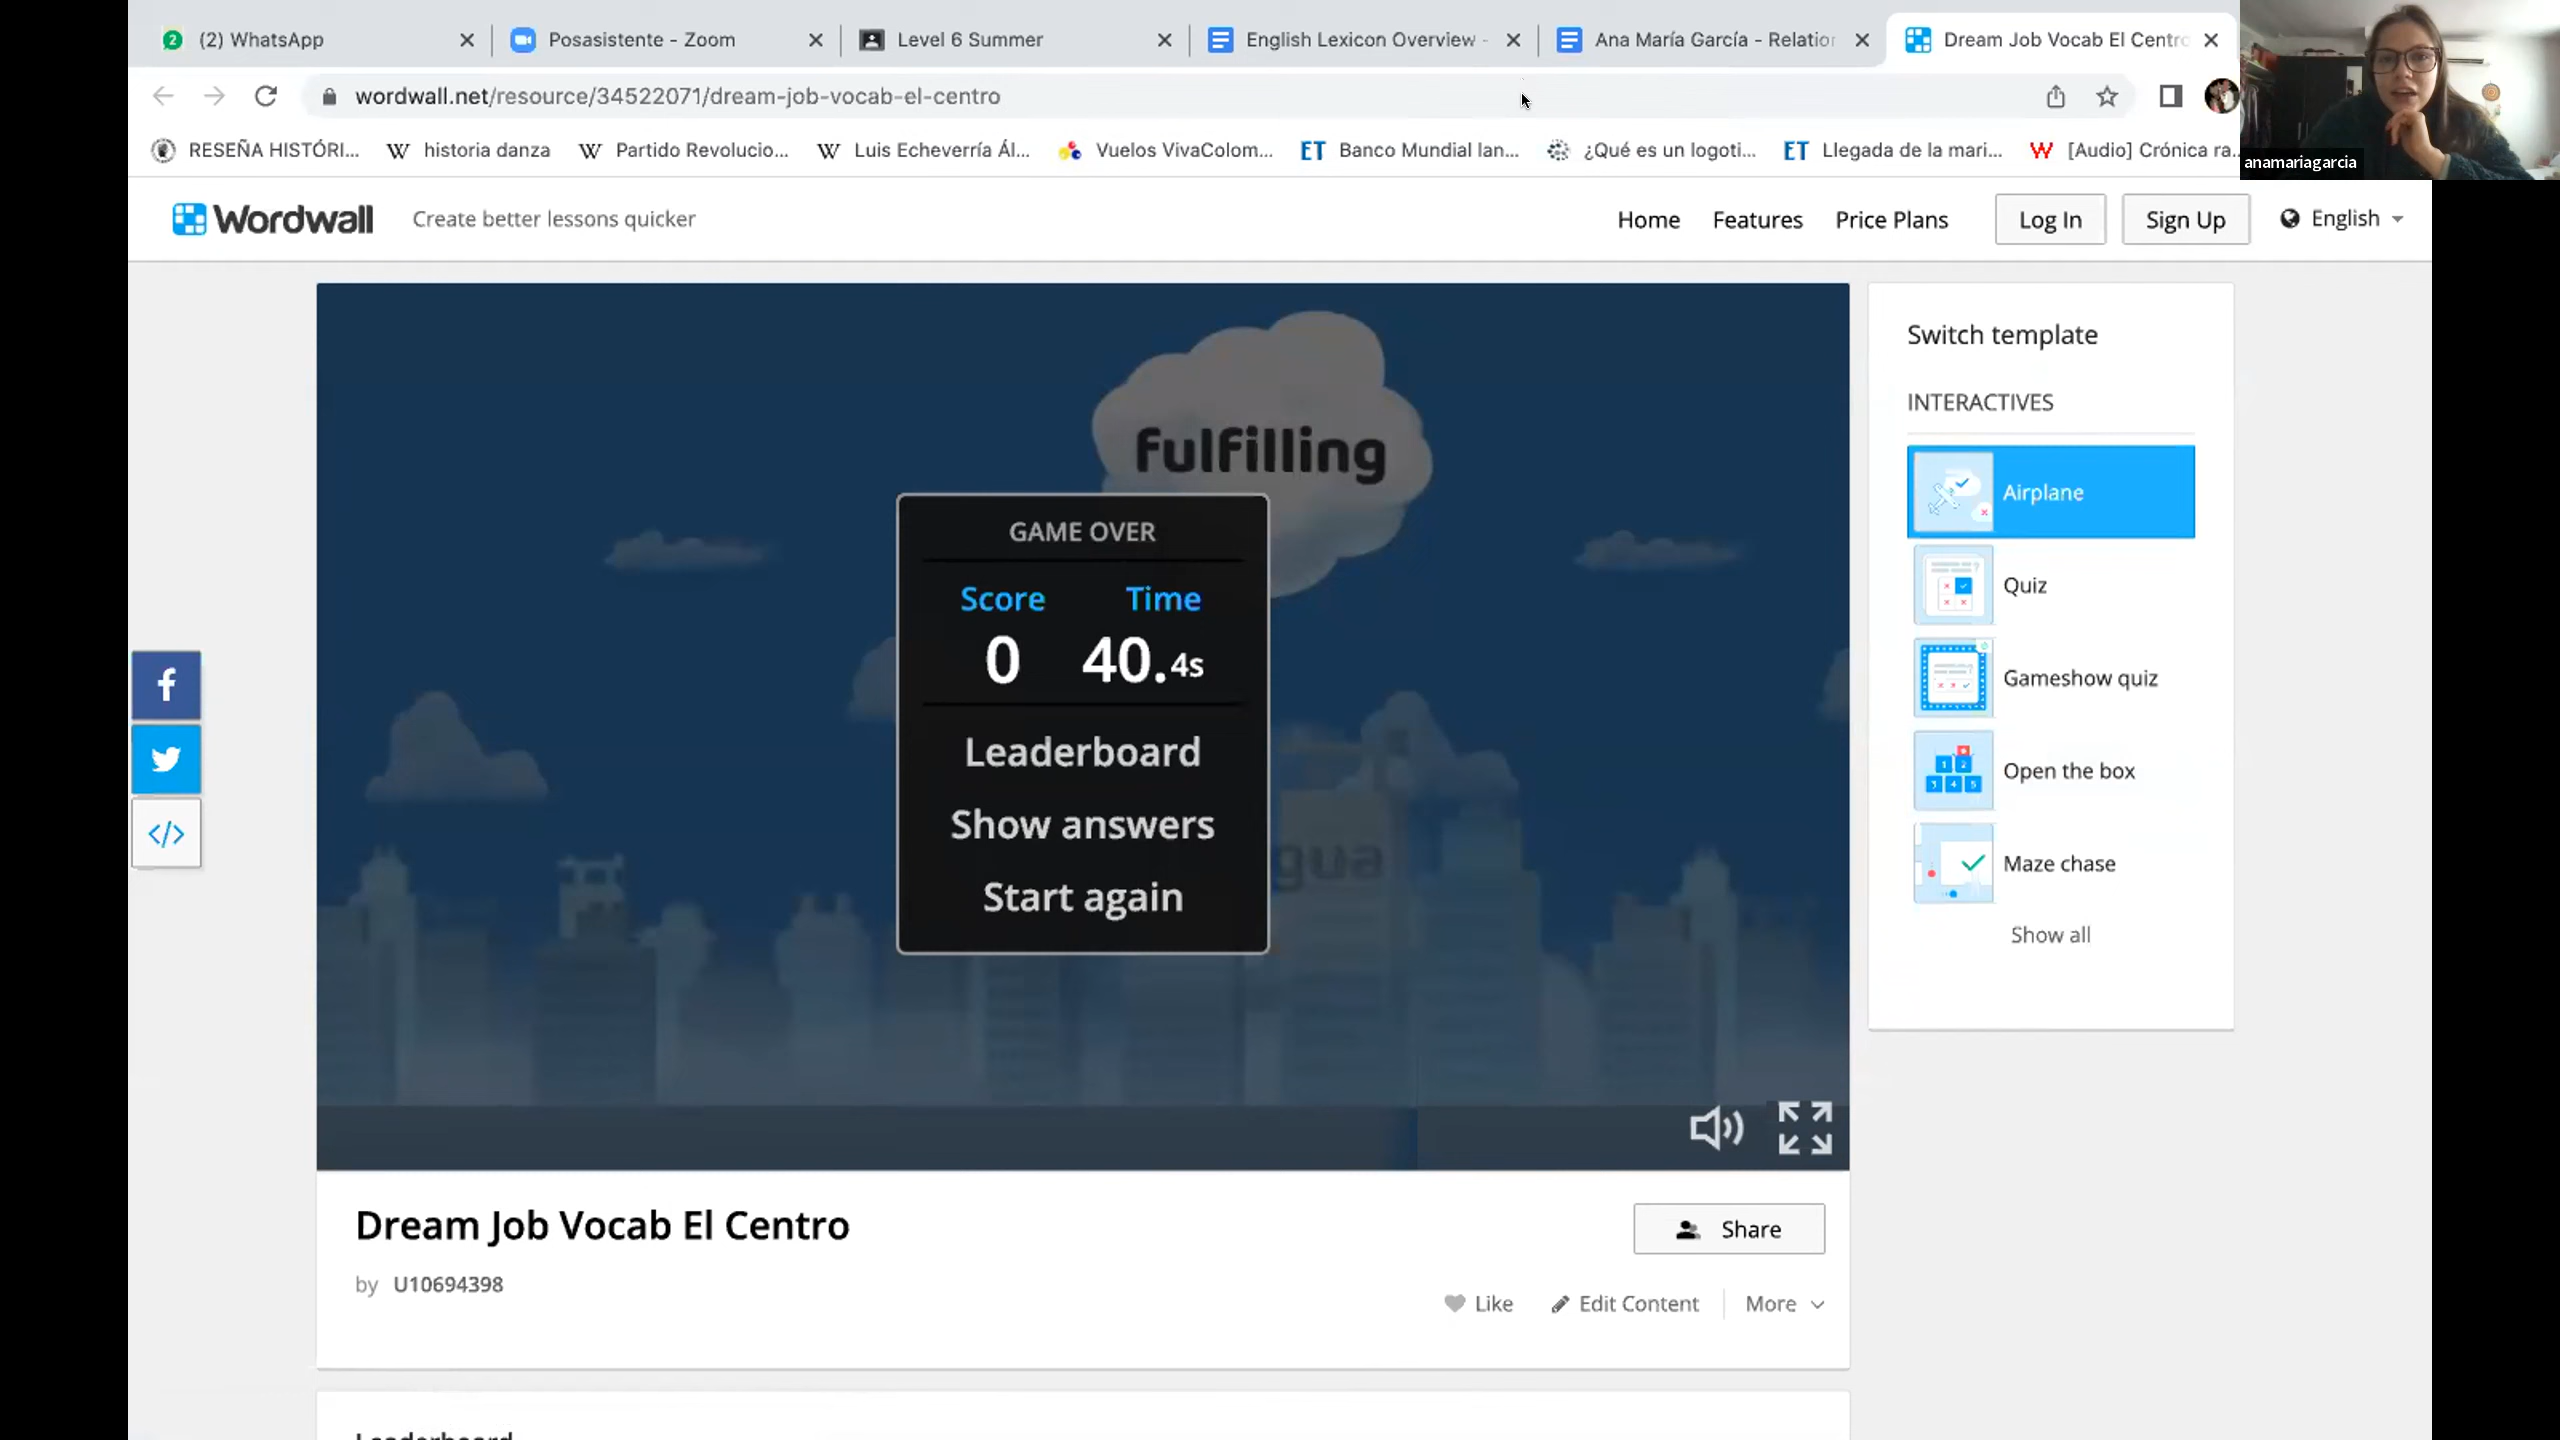 2 (2) WhatsApp
Posasistente - Zoom
Level 6 Summer
English Lexicon Overview -
Ana María García - Relation
Dream Job Vocab El Centro
wordwall.net/resource/34522071/dream-job-vocab-el-centro
RESEÑA HISTÓRI...
W historia danza
W Partido Revolucio...
W Luis Echeverría Ál...
Vuelos VivaColom...
ET Banco Mundial lan...
¿Qué es un logoti...
ET Llegada de la mari...
W [Audio] Crónica ra...
anamariagarcia
Wordwall
Create better lessons quicker
Home
Features
Price Plans
Log In
Sign Up
English
fulfilling
GAME OVER
Score Time
0 40.4s
Leaderboard
Show answers
Start again
Switch template
INTERACTIVES
Airplane
Quiz
Gameshow quiz
Open the box
Maze chase
Show all
Dream Job Vocab El Centro
by U10694398
Share
Like
Edit Content
More
Leaderboard